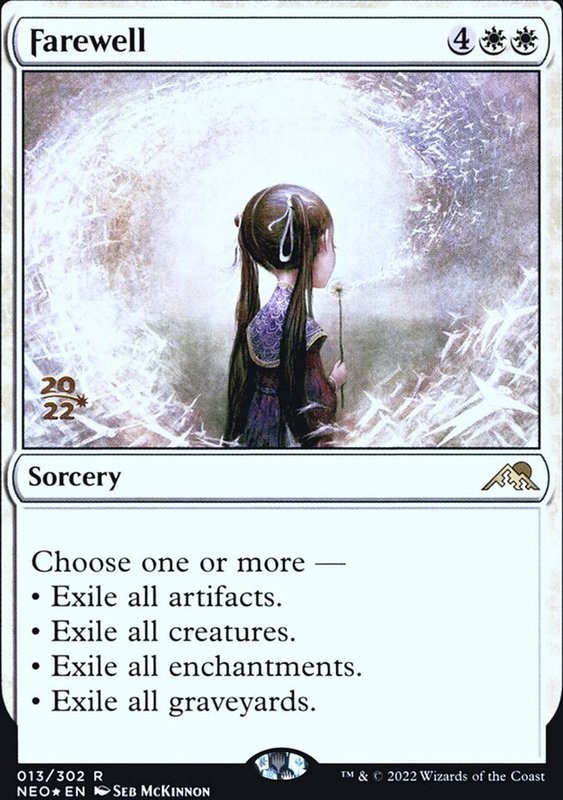 Farewell 4
20
22
Sorcery
Choose one or more —
• Exile all artifacts.
• Exile all creatures.
• Exile all enchantments.
• Exile all graveyards.
013/302 R
NEO★EN Seb McKinnon
™ & © 2022 Wizards of the Coast